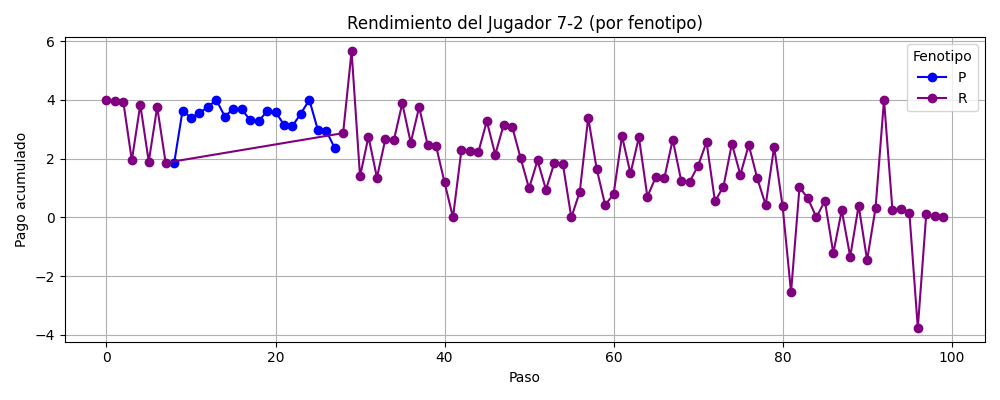 Rendimiento del Jugador 7-2 (por fenotipo)
Pago acumulado
6
4
2
0
−2
−4
0 20 40 60 80 100
Paso
Fenotipo
P
R